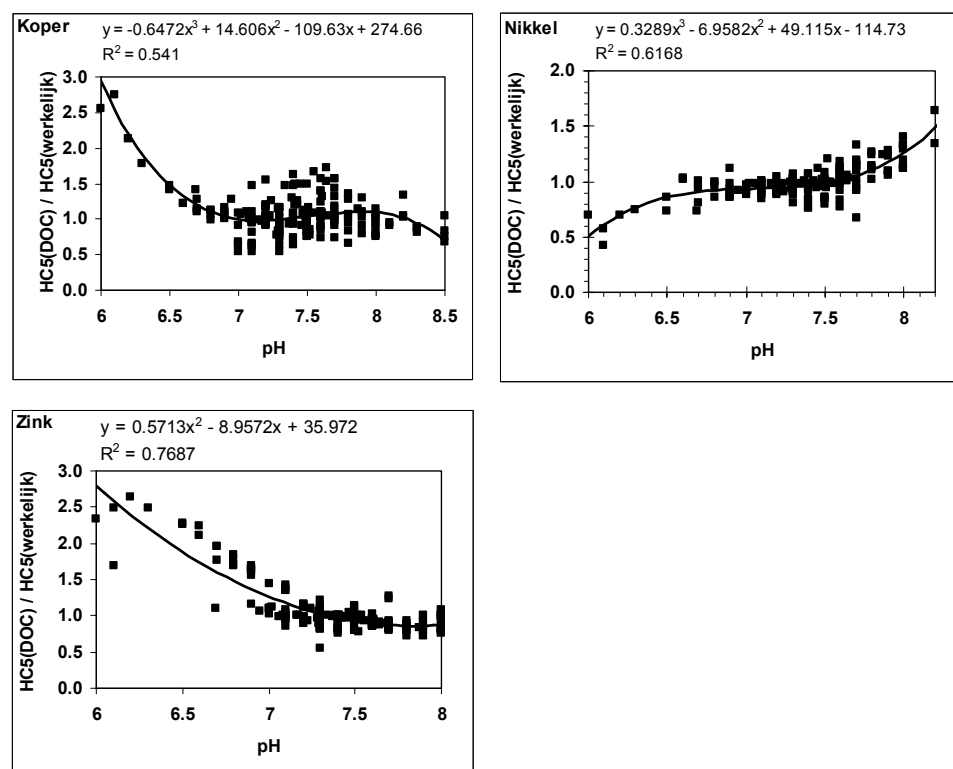 Koper y = -0.6472x³ + 14.606x² - 109.63x + 274.66
R² = 0.541
HC5(DOC) / HC5(werkelijk)
3.0
2.5
2.0
1.5
1.0
0.5
0.0
6 6.5 7 7.5 8 8.5
pH
Nikkel y = 0.3289x³ - 6.9582x² + 49.115x - 114.73
R² = 0.6168
HC5(DOC) / HC5(werkelijk)
2.0
1.5
1.0
0.5
0.0
6 6.5 7 7.5 8
pH
Zink y = 0.5713x² - 8.9572x + 35.972
R² = 0.7687
HC5(DOC) / HC5(werkelijk)
3.0
2.5
2.0
1.5
1.0
0.5
0.0
6 6.5 7 7.5 8
pH